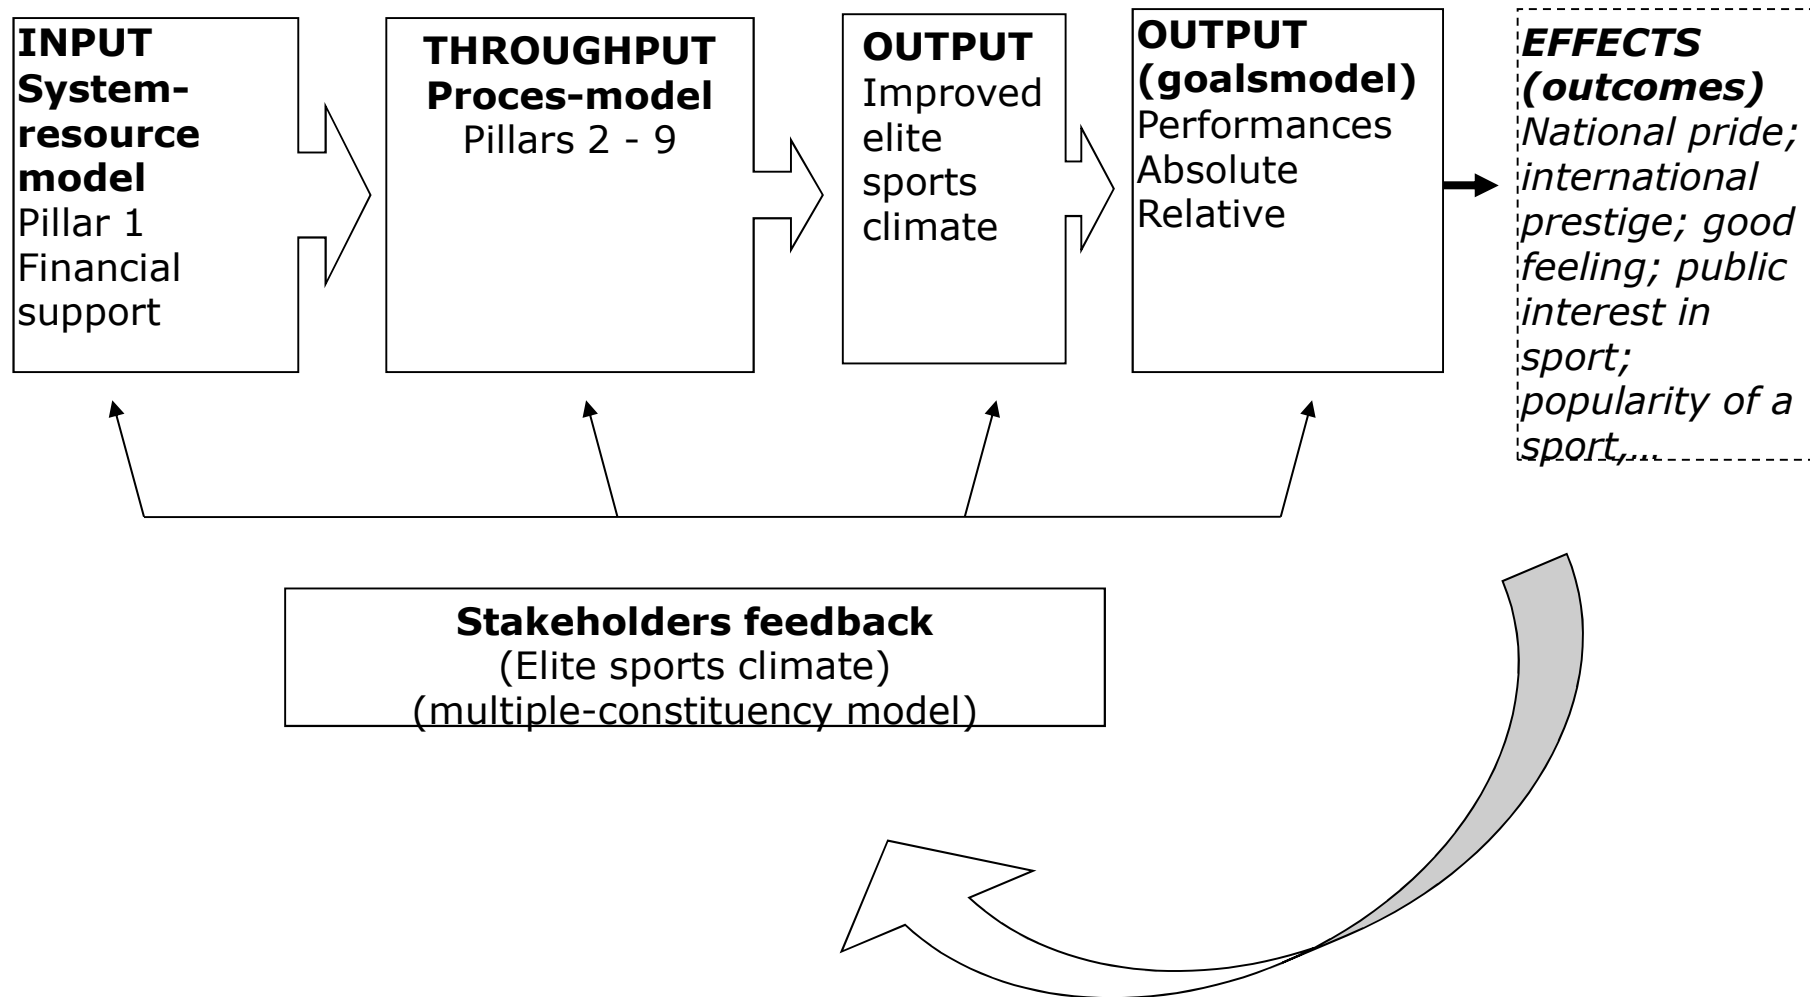 INPUT
System-
resource
model
Pillar 1
Financial
support
THROUGHPUT
Proces-model
Pillars 2 - 9
OUTPUT
Improved
elite
sports
climate
OUTPUT
(goalsmodel)
Performances
Absolute
Relative
EFFECTS
(outcomes)
National pride;
international
prestige; good
feeling; public
interest in
sport;
popularity of a
sport,...
Stakeholders feedback
(Elite sports climate)
(multiple-constituency model)